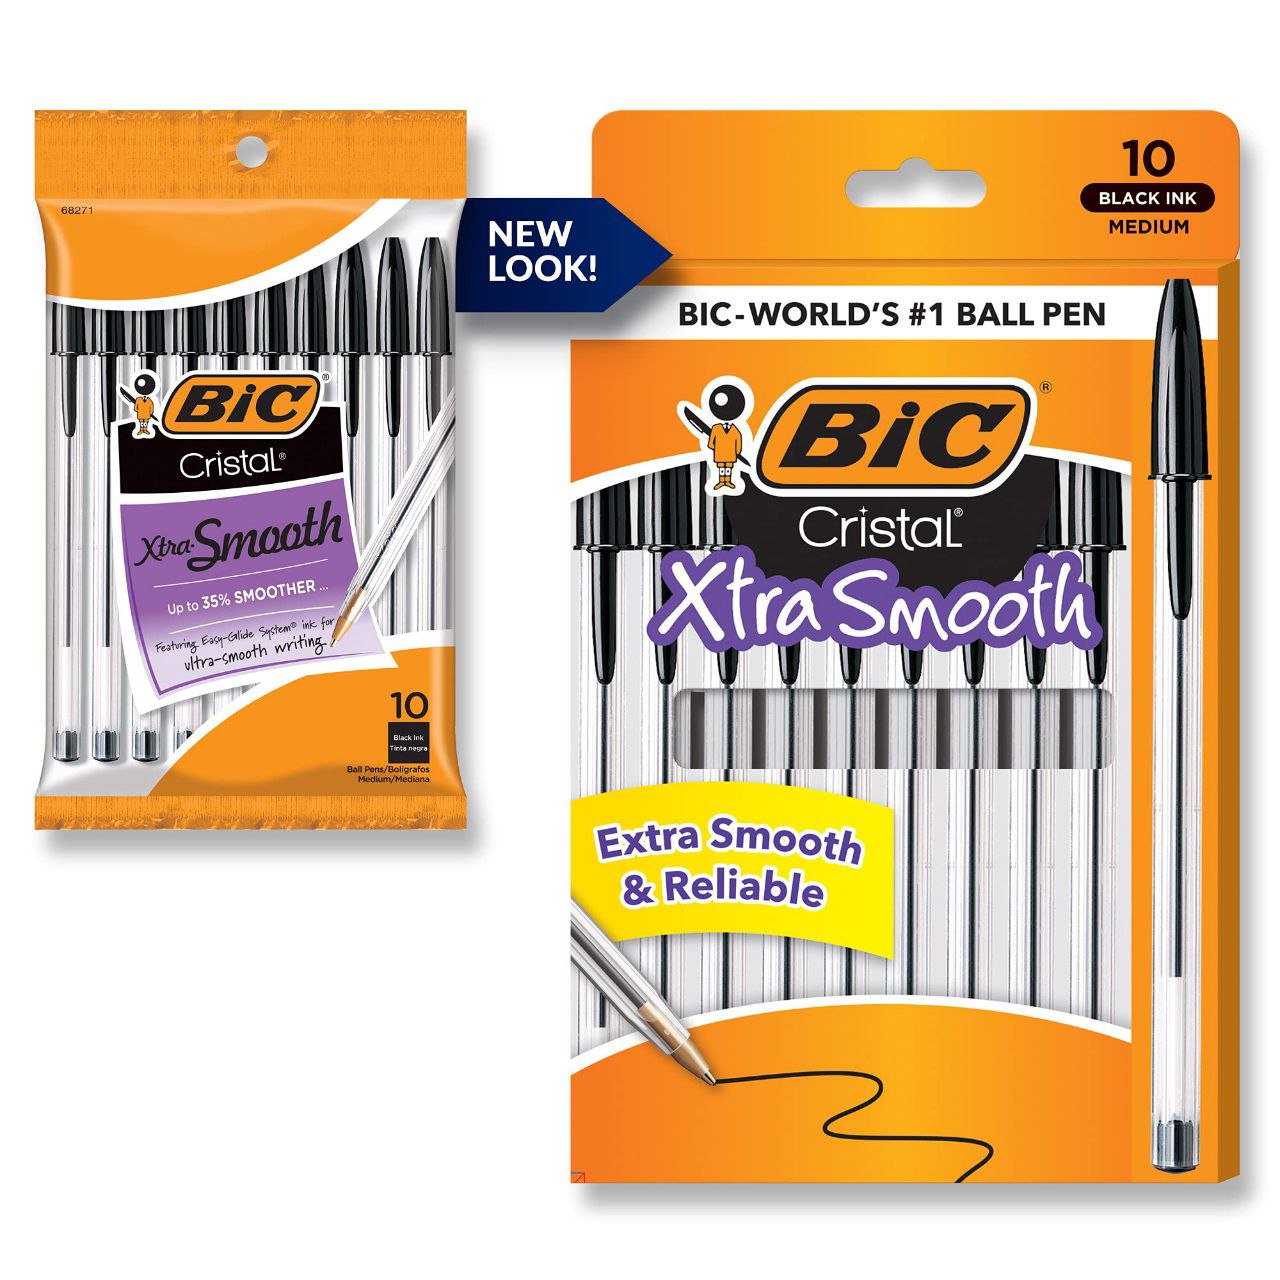 68271
BiC®
Cristal®
Xtra-Smooth
Up to 35% SMOOTHER ...
Featuring Easy-Glide System® ink for
ultra-smooth writing.
10
Black Ink
Tinta negra
Ball Pens/Bolígrafos
Medium/Mediana
NEW
LOOK!
10
BLACK INK
MEDIUM
BIC-WORLD'S #1 BALL PEN
BiC®
Cristal®
Xtra Smooth
Extra Smooth
& Reliable